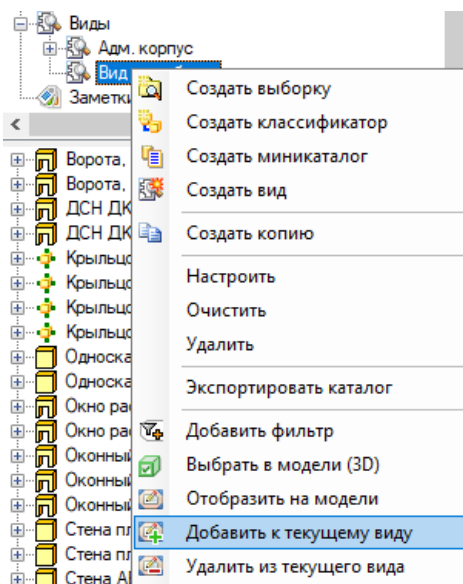 Виды
Адм. корпус
Вид
Заметки
Создать выборку
Создать классификатор
Создать миникаталог
Создать вид
Создать копию
Настроить
Очистить
Удалить
Экспортировать каталог
Добавить фильтр
Выбрать в модели (3D)
Отобразить на модели
Добавить к текущему виду
Удалить из текущего вида
<
Ворота,
Ворота,
ДСН ДК
ДСН ДК
Крыльцо
Крыльцо
Крыльцо
Крыльцо
Односка
Односка
Окно рас
Окно рас
Оконный
Оконный
Оконный
Стена пл
Стена пл
Стена